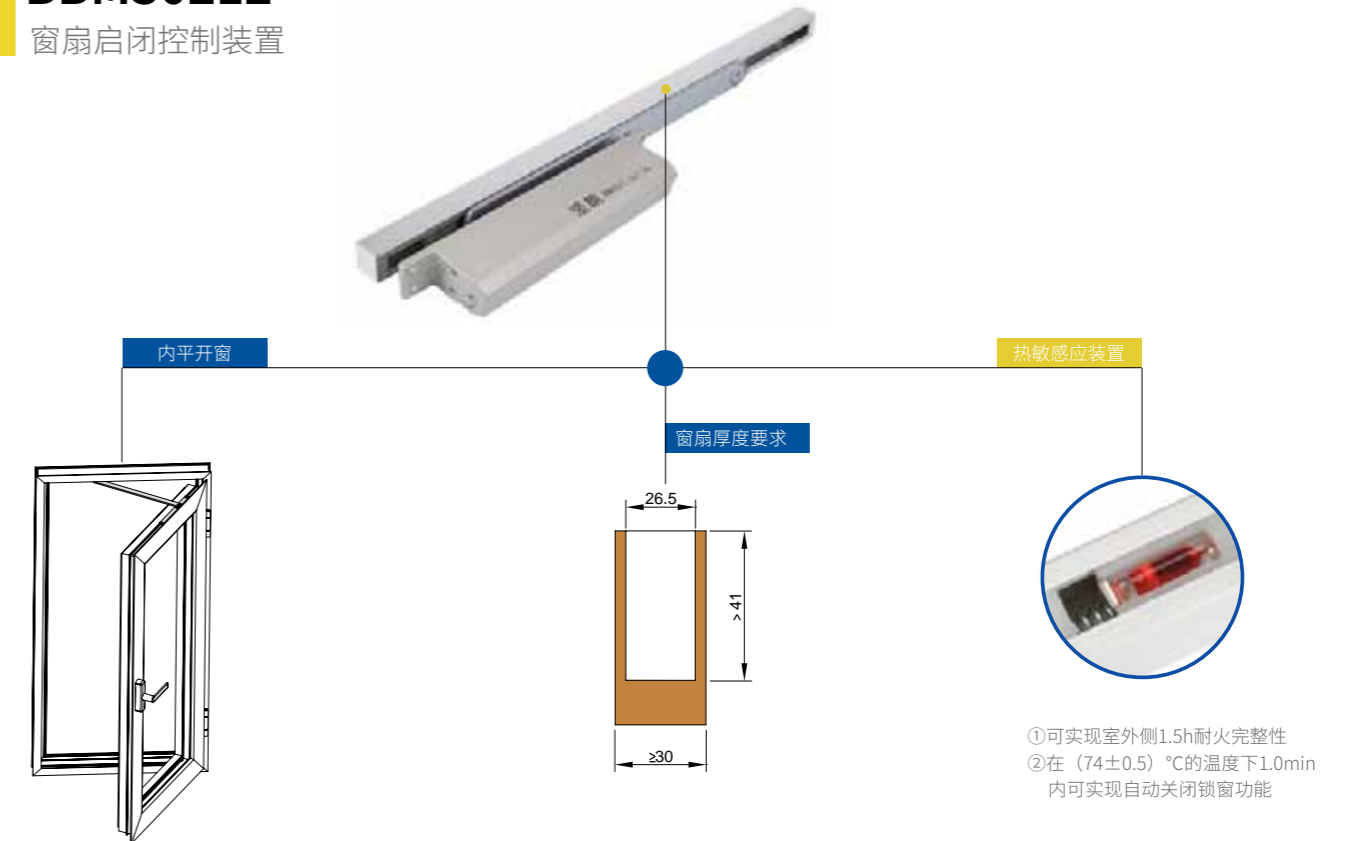 窗扇启闭控制装置
内平开窗
热敏感应装置
窗扇厚度要求
26.5
>41
≥30
①可实现室外侧1.5h耐火完整性
②在（74±0.5）℃的温度下1.0min
内可实现自动关闭锁窗功能